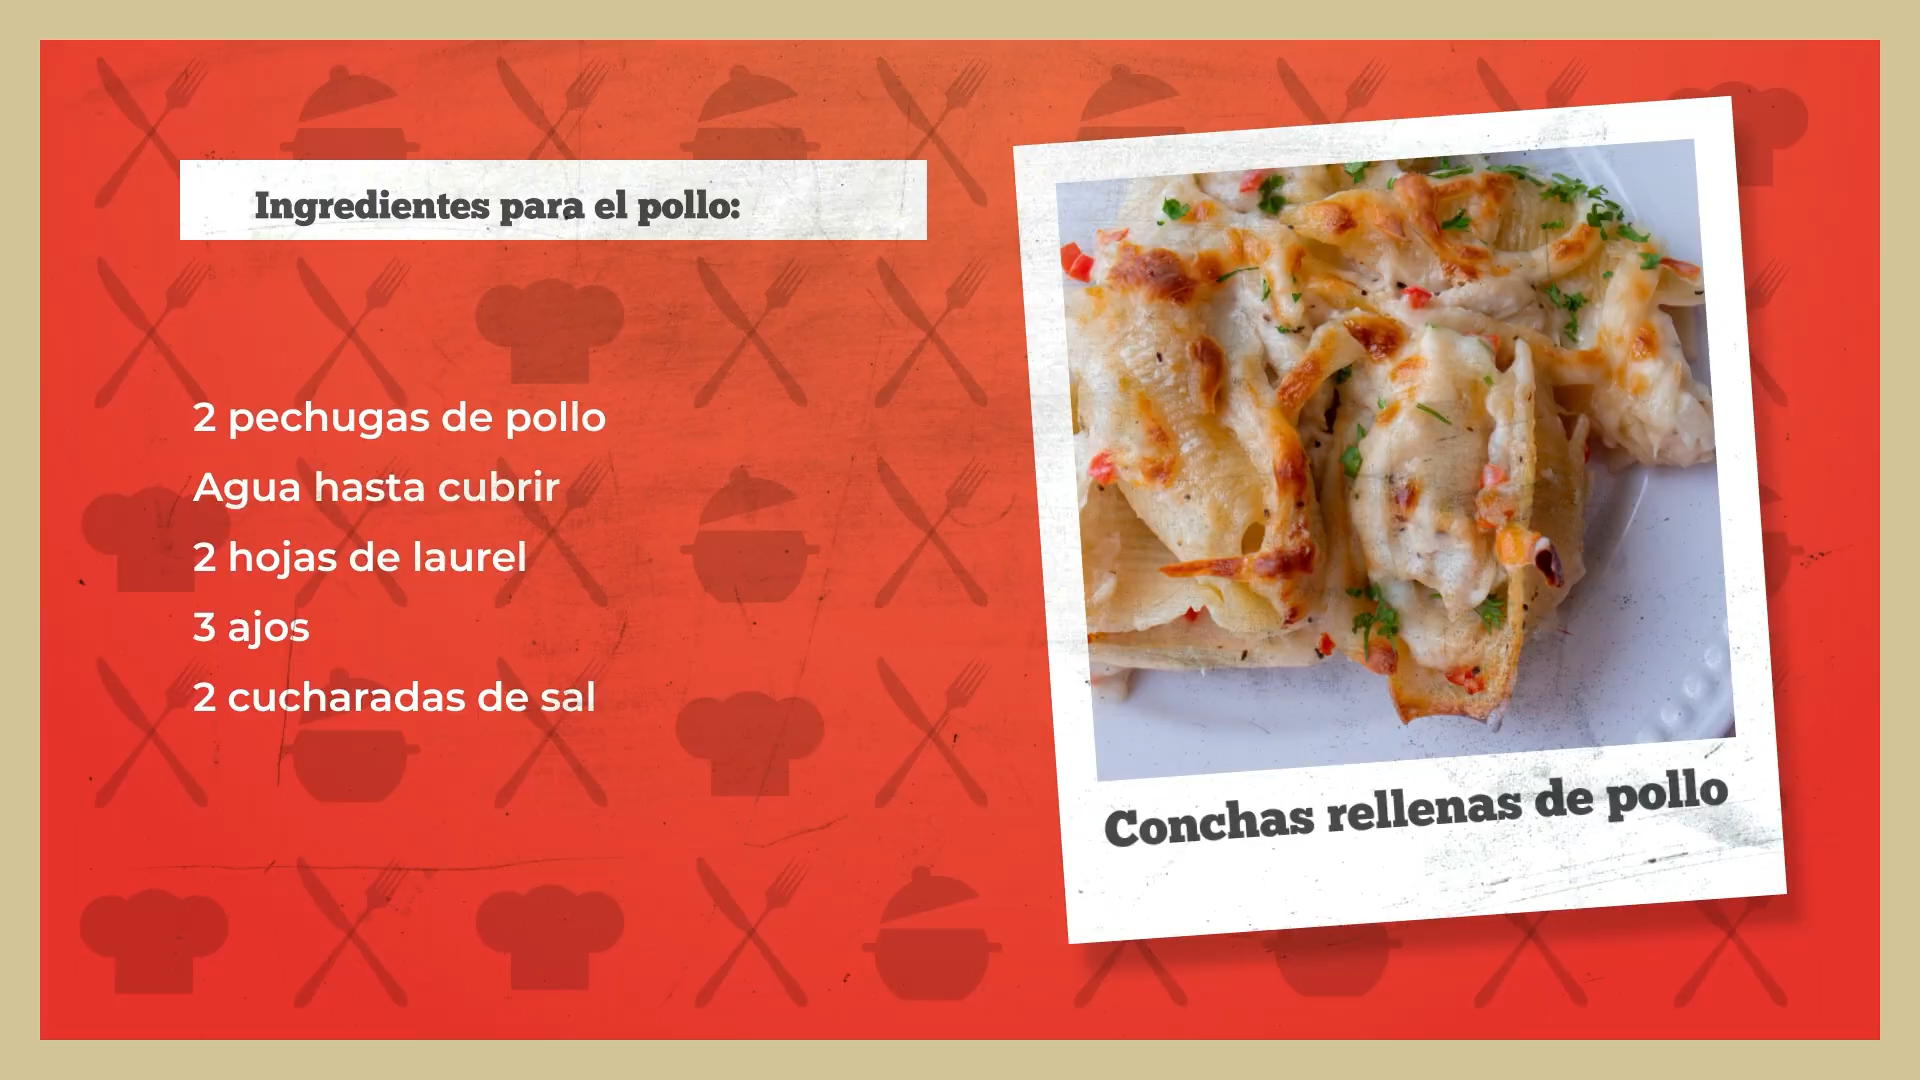 Ingredientes para el pollo:
2 pechugas de pollo
Agua hasta cubrir
2 hojas de laurel
3 ajos
2 cucharadas de sal
Conchas rellenas de pollo